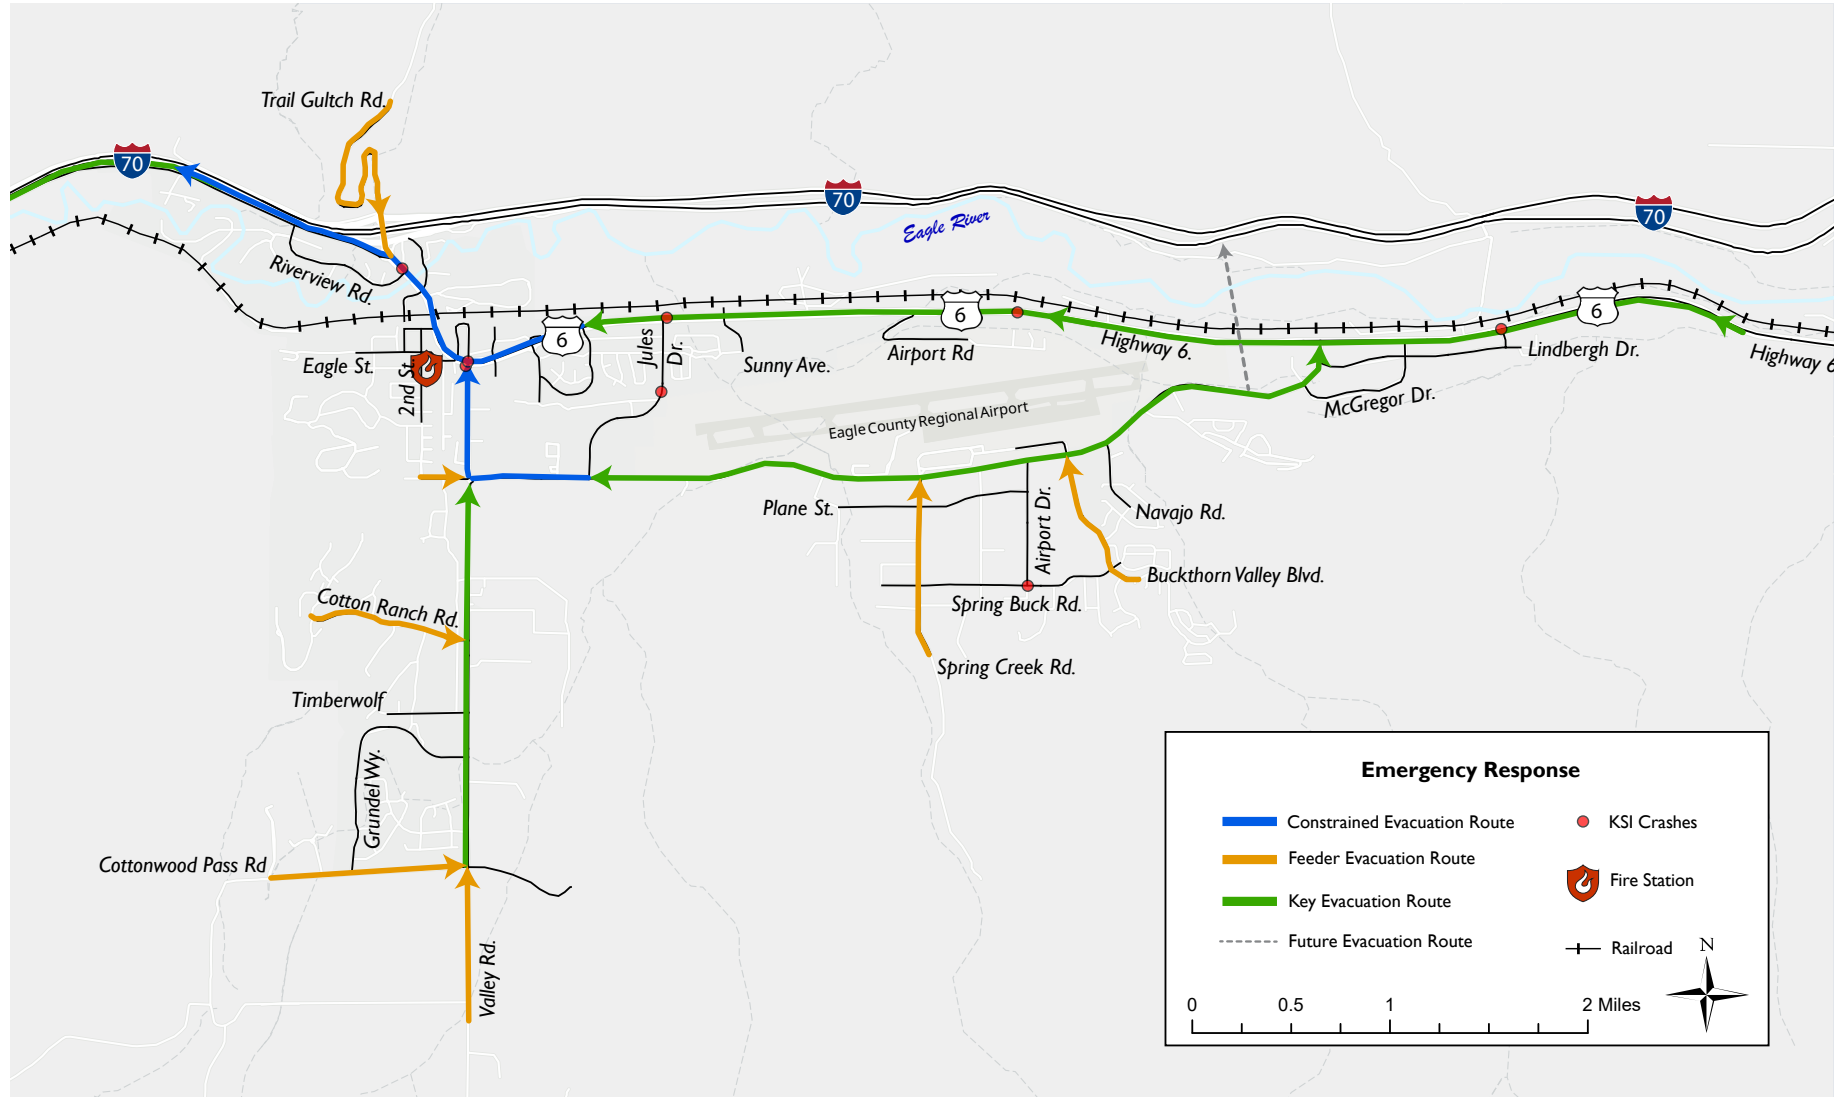 Trail Gultch Rd.
70
70
70
Eagle River
Riverview Rd.
6
6
6
Eagle St.
2nd St.
Jules Dr.
Sunny Ave.
Airport Rd
Highway 6.
Lindbergh Dr.
Highway 6
McGregor Dr.
Eagle County Regional Airport
Plane St.
Airport Dr.
Navajo Rd.
Buckthorn Valley Blvd.
Spring Buck Rd.
Spring Creek Rd.
Cotton Ranch Rd.
Timberwolf
Grundel Wy.
Cottonwood Pass Rd
Valley Rd.
Emergency Response
Constrained Evacuation Route
KSI Crashes
Feeder Evacuation Route
Fire Station
Key Evacuation Route
Future Evacuation Route
Railroad
N
0 0.5 1 2 Miles